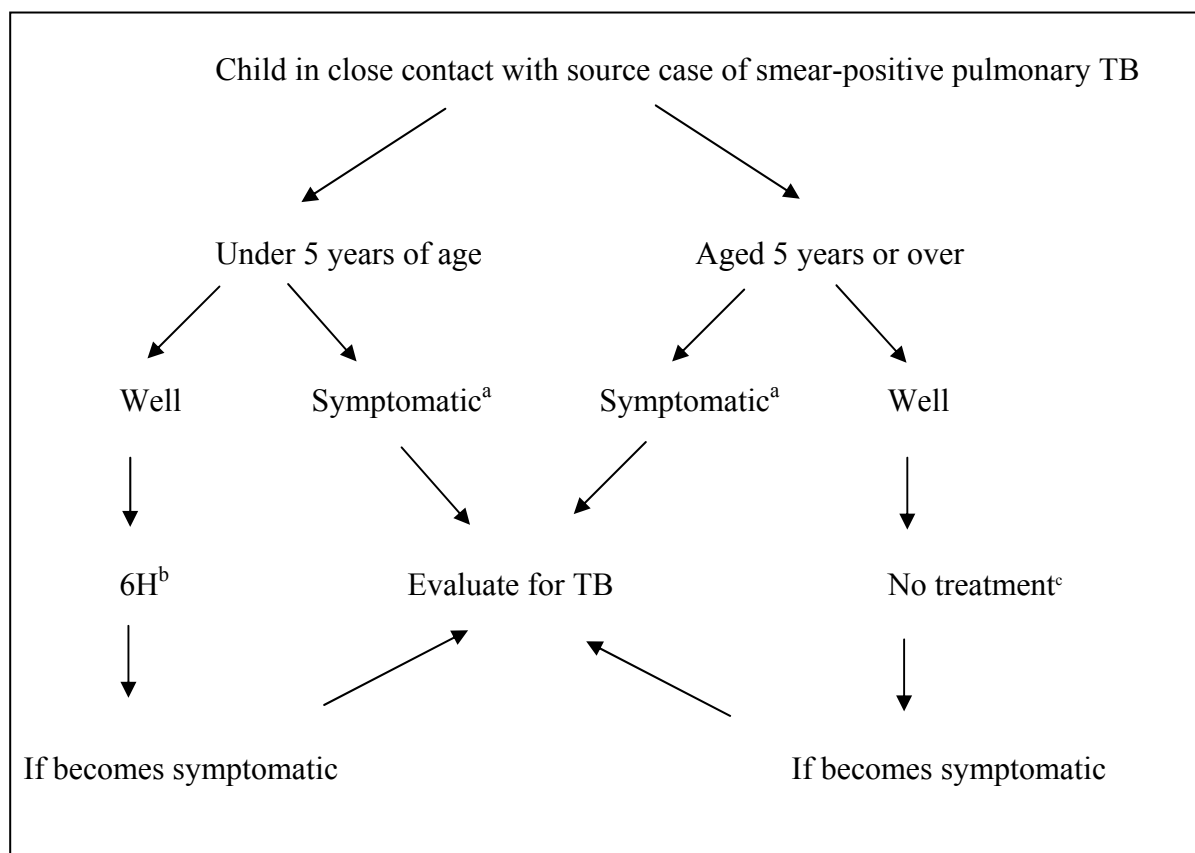 Child in close contact with source case of smear-positive pulmonary TB
Under 5 years of age
Aged 5 years or over
Well
Symptomaticᵃ
Symptomaticᵃ
Well
6Hᵇ
Evaluate for TB
No treatmentᶜ
If becomes symptomatic
If becomes symptomatic